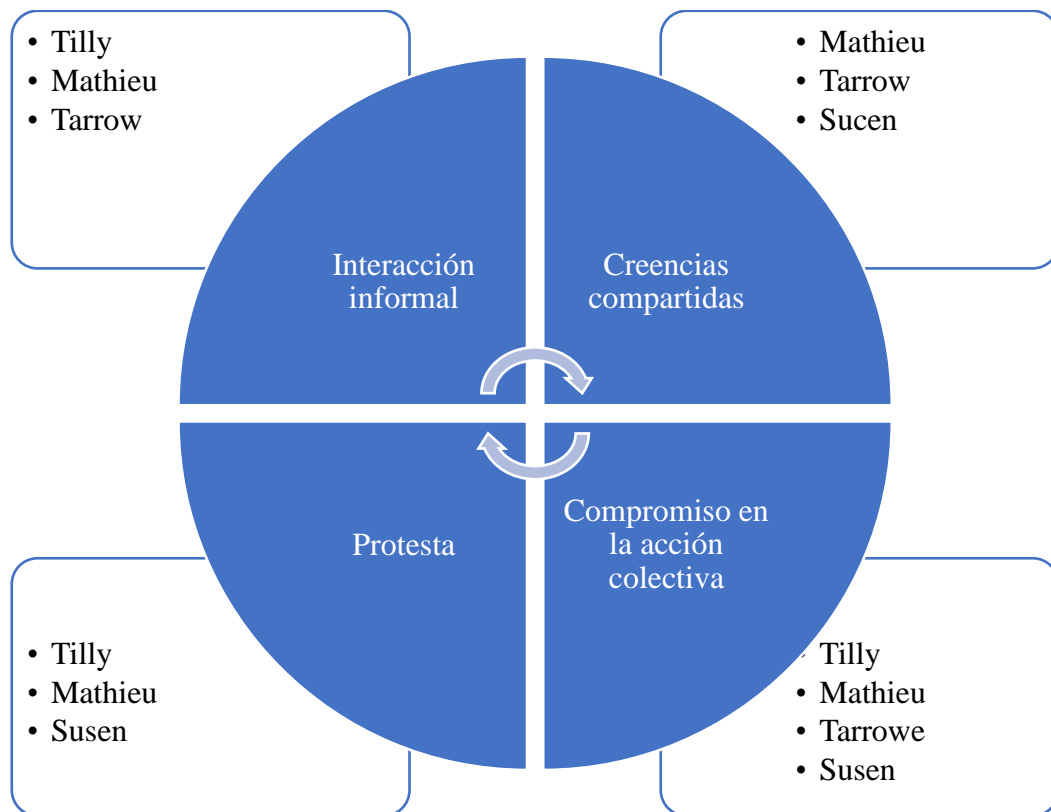 • Tilly
• Mathieu
• Tarrow
• Mathieu
• Tarrow
• Sucen
Interacción
informal
Creencias
compartidas
Protesta
Compromiso en
la acción
colectiva
• Tilly
• Mathieu
• Susen
• Tilly
• Mathieu
• Tarrowe
• Susen